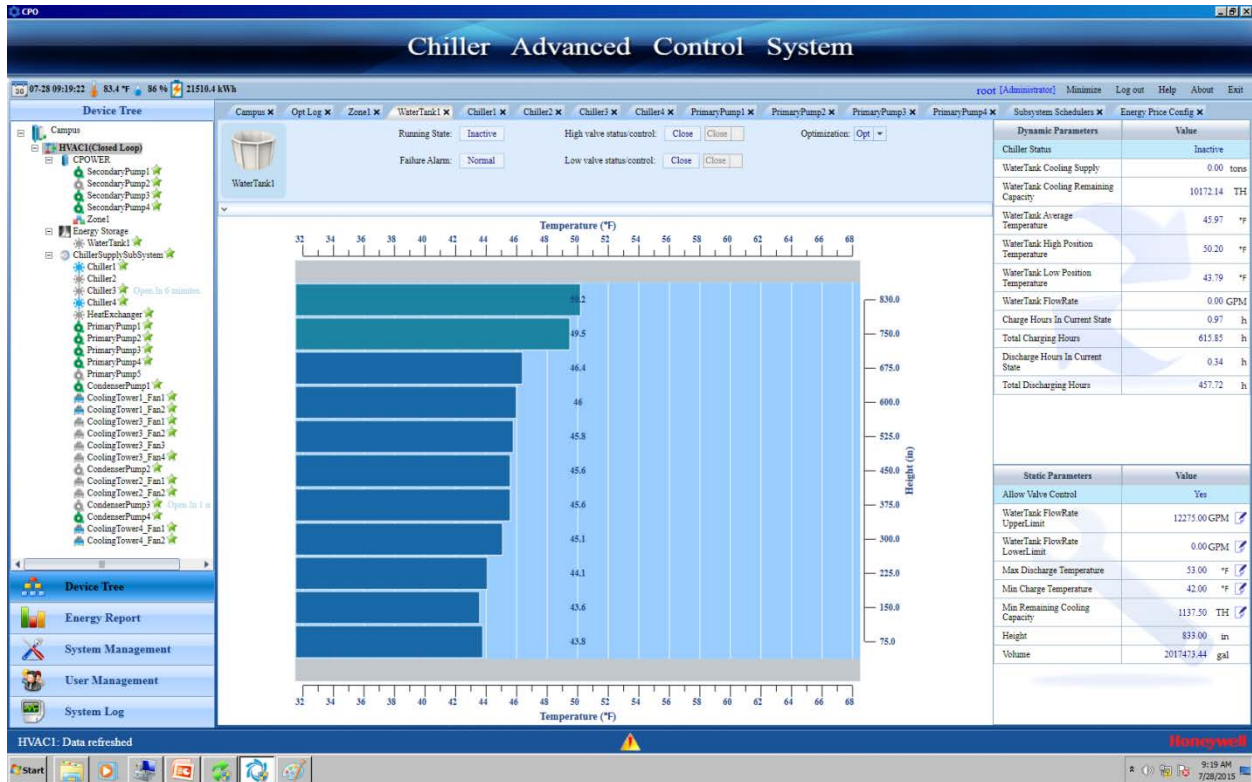 CPO
Chiller Advanced Control System
30 07-28 09:19:22 83.4 °F 86 % 21510.4 kWh
root [Administrator] Minimize Log out Help About Exit
Device Tree
Campus
HVAC1(Closed Loop)
CPOWER
SecondaryPump1
SecondaryPump2
SecondaryPump3
SecondaryPump4
Zone1
Energy Storage
WaterTank1
ChillerSupplySubSystem
Chiller1
Chiller2
Chiller3 Open In 6 minutes.
Chiller4
HeatExchanger
PrimaryPump1
PrimaryPump2
PrimaryPump3
PrimaryPump4
PrimaryPump5
CondenserPump1
CoolingTower1_Fan1
CoolingTower1_Fan2
CoolingTower3_Fan1
CoolingTower3_Fan2
CoolingTower3_Fan3
CoolingTower3_Fan4
CondenserPump2
CoolingTower2_Fan1
CoolingTower2_Fan2
CondenserPump3 Open In 1
CondenserPump4
CoolingTower4_Fan1
CoolingTower4_Fan2
Device Tree
Energy Report
System Management
User Management
System Log
Campus Opt Log Zone1 WaterTank1 Chiller1 Chiller2 Chiller3 Chiller4 PrimaryPump1 PrimaryPump2 PrimaryPump3 PrimaryPump4 Subsystem Schedulers Energy Price Config
WaterTank1
Running State: Inactive High valve status/control: Close Close Optimization: Opt
Failure Alarm: Normal Low valve status/control: Close Close
Temperature (°F)
32 34 36 38 40 42 44 46 48 50 52 54 56 58 60 62 64 66 68
50.2 830.0
49.5 750.0
46.4 675.0
46 600.0
45.8 525.0
45.6 450.0
45.6 375.0
45.1 300.0
44.1 225.0
43.6 150.0
43.8 75.0
Height (in)
32 34 36 38 40 42 44 46 48 50 52 54 56 58 60 62 64 66 68
Temperature (°F)
Dynamic Parameters Value
Chiller Status Inactive
WaterTank Cooling Supply 0.00 tons
WaterTank Cooling Remaining
Capacity 10172.14 TH
WaterTank Average
Temperature 45.97 °F
WaterTank High Position
Temperature 50.20 °F
WaterTank Low Position
Temperature 43.79 °F
WaterTank FlowRate 0.00 GPM
Charge Hours In Current State 0.97 h
Total Charging Hours 615.85 h
Discharge Hours In Current
State 0.34 h
Total Discharging Hours 457.72 h
Static Parameters Value
Allow Valve Control Yes
WaterTank FlowRate
UpperLimit 12275.00 GPM
WaterTank FlowRate
LowerLimit 0.00 GPM
Max Discharge Temperature 53.00 °F
Min Charge Temperature 42.00 °F
Min Remaining Cooling
Capacity 1137.50 TH
Height 833.00 in
Volume 2017473.44 gal
HVAC1: Data refreshed
Honeywell
Start
9:19 AM
7/28/2015